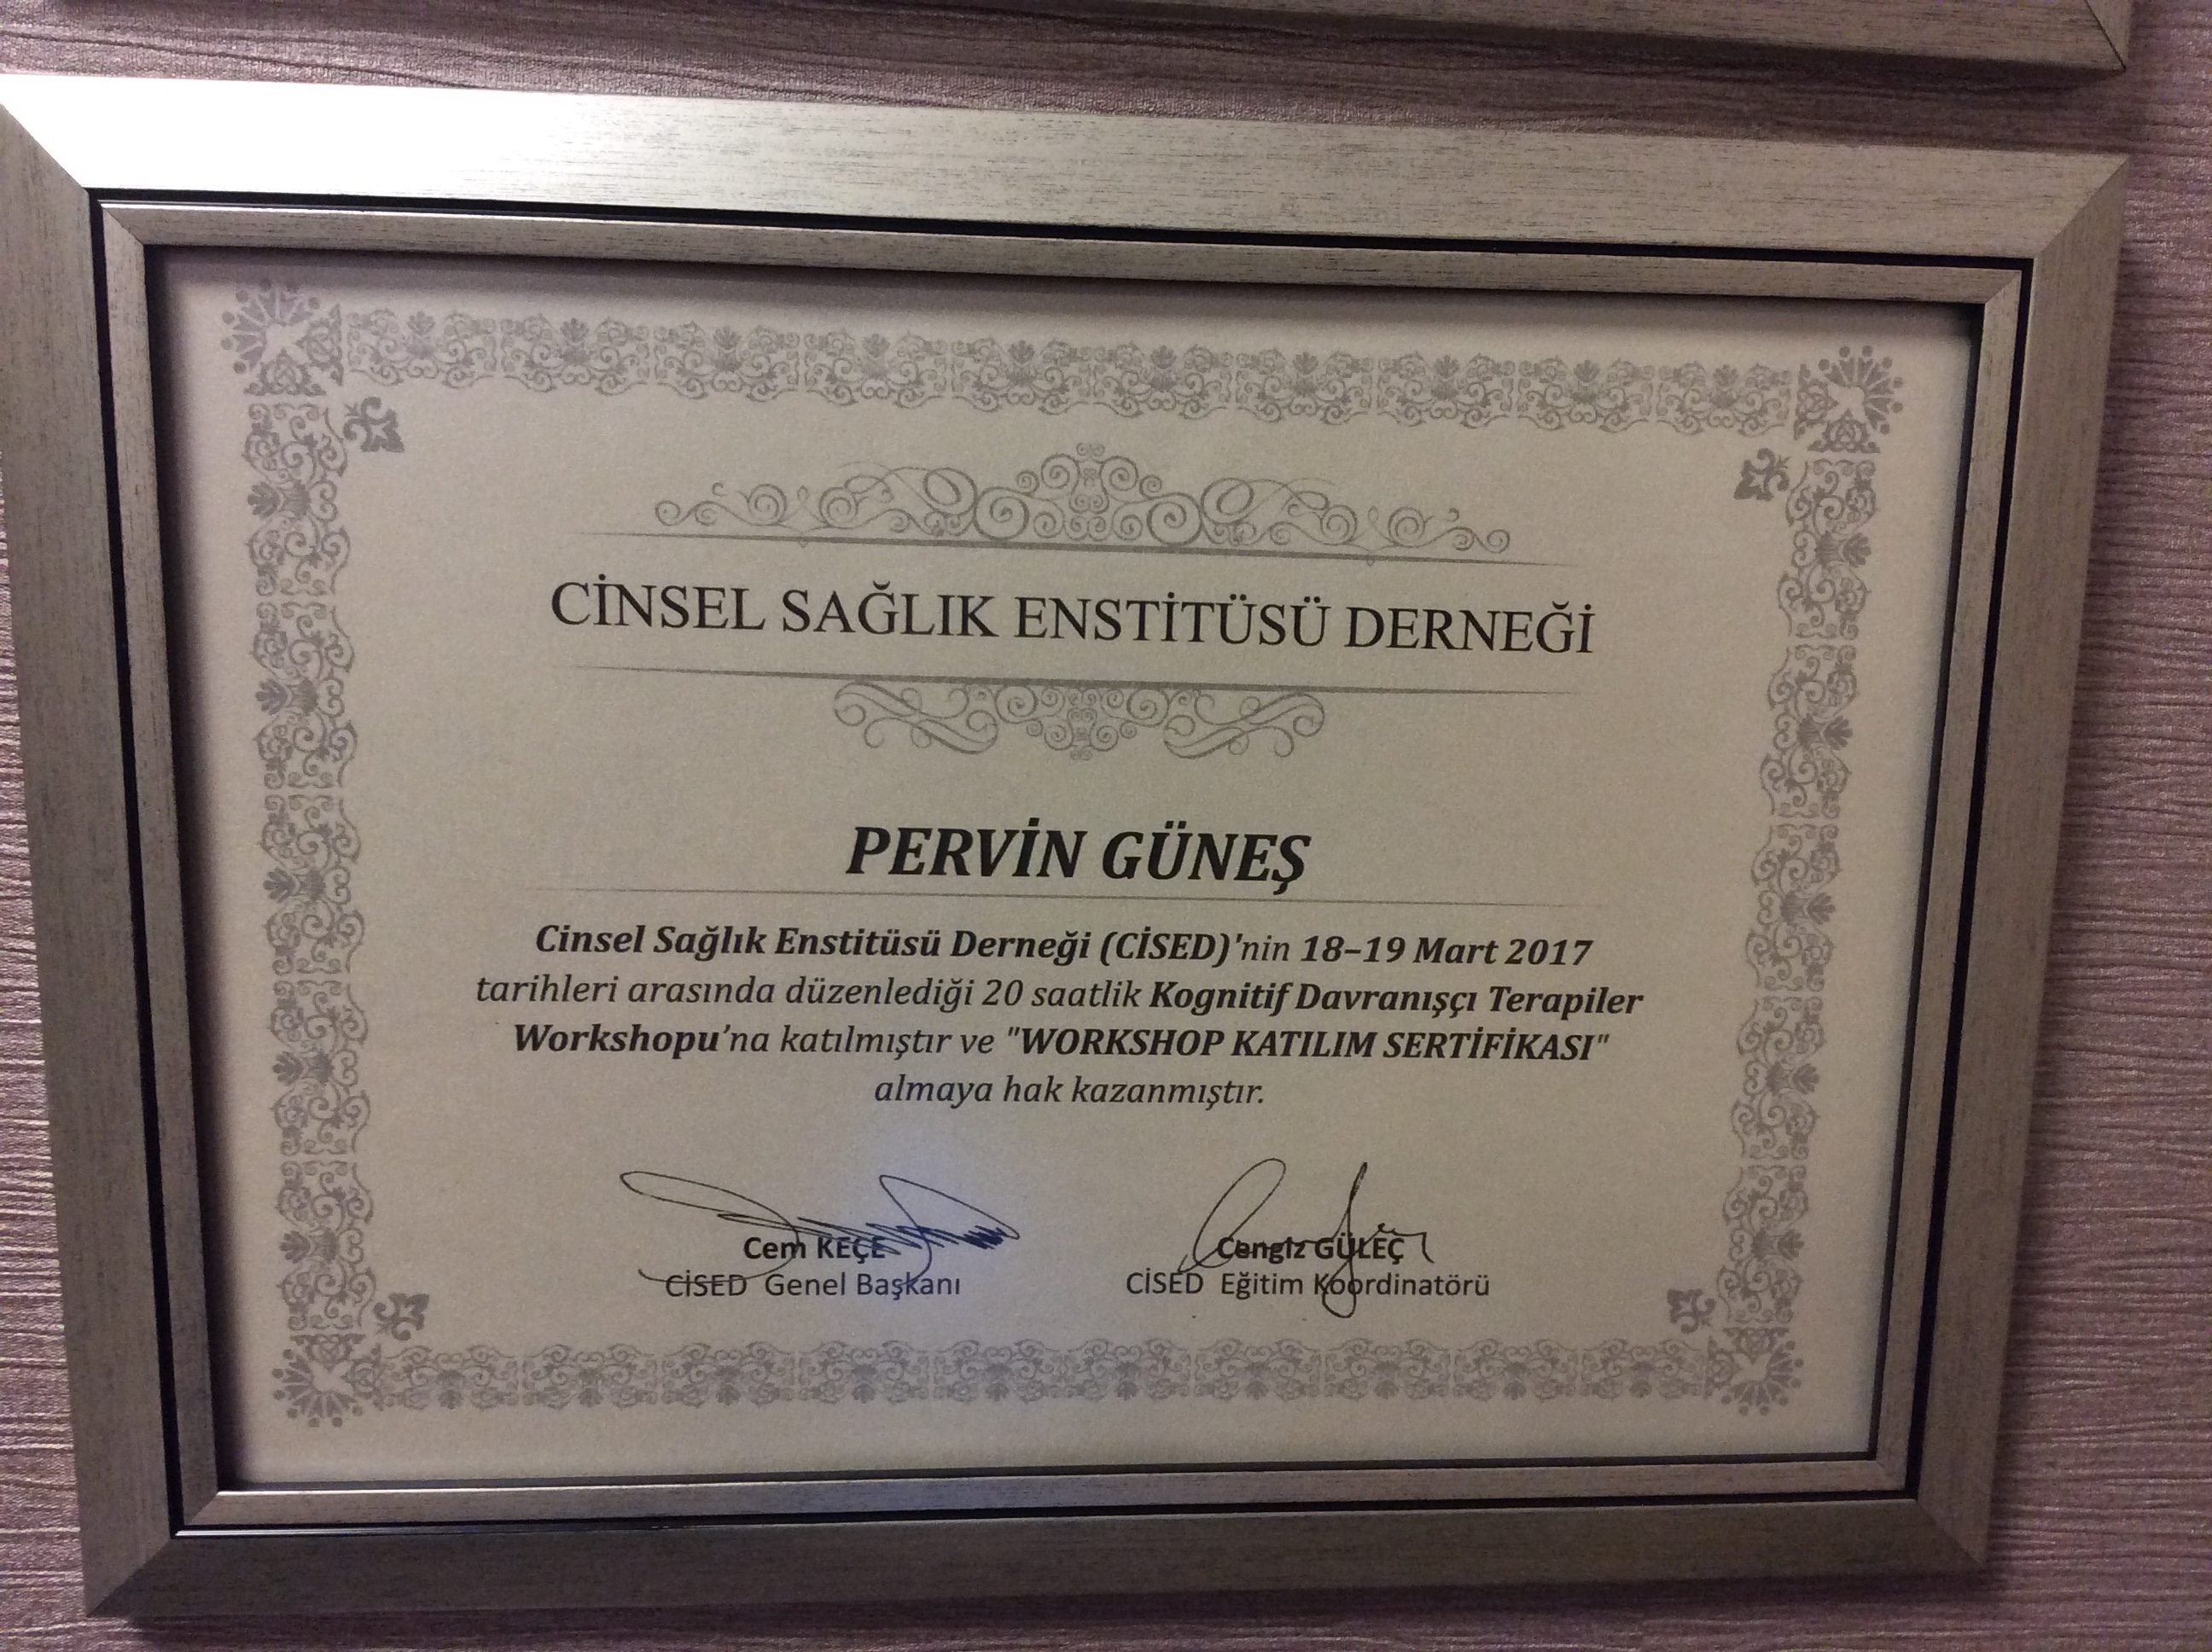 CİNSEL SAĞLIK ENSTİTÜSÜ DERNEĞİ
PERVİN GÜNEŞ
Cinsel Sağlık Enstitüsü Derneği (CİSED)'nin 18–19 Mart 2017
tarihleri arasında düzenlediği 20 saatlik Kognitif Davranışçı Terapiler
Workshopu'na katılmıştır ve "WORKSHOP KATILIM SERTİFİKASI"
almaya hak kazanmıştır.
Cem KEÇE
CİSED Genel Başkanı
Cengiz GÜLEÇ
CİSED Eğitim Koordinatörü